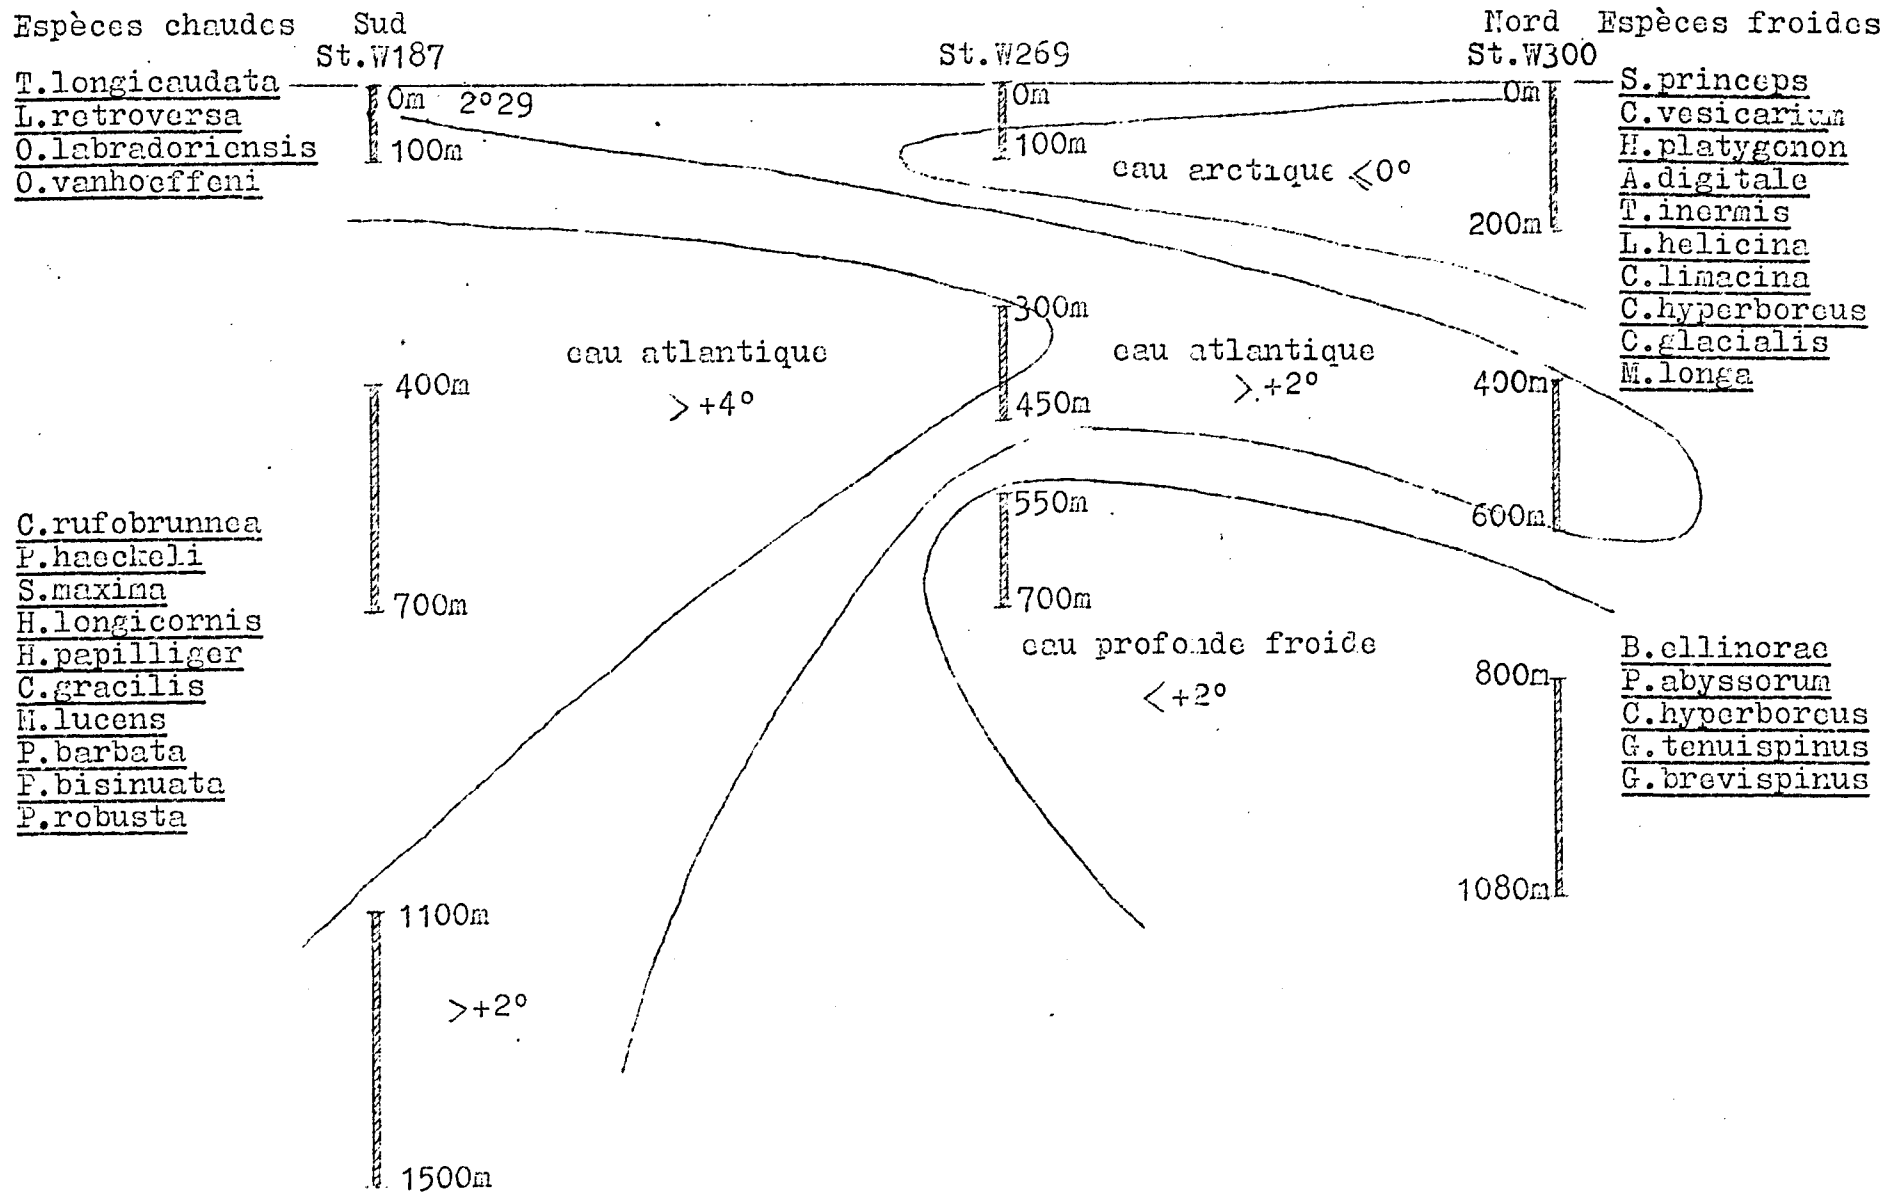 Espèces chaudes Sud Nord Espèces froides
St.W187 St.W269 St.W300
T.longicaudata
L.retroversa
O.labradoriensis
O.vanhoeffeni
0m 2°29
100m
0m
100m
eau arctique ≤0°
0m
200m
S.princeps
C.vesicarium
H.platygonon
A.digitale
T.inermis
L.helicina
C.limacina
C.hyperboreus
C.glacialis
M.longa
300m
eau atlantique
>+4°
eau atlantique
>+2°
400m
450m
400m
600m
550m
700m
700m
C.rufobrunnea
P.haeckeli
S.maxima
H.longicornis
H.papilliger
C.gracilis
M.lucens
P.barbata
P.bisinuata
P.robusta
eau profonde froide
<+2°
800m
1080m
B.ellinorae
P.abyssorum
C.hyperboreus
G.tenuispinus
G.brevispinus
1100m
>+2°
1500m